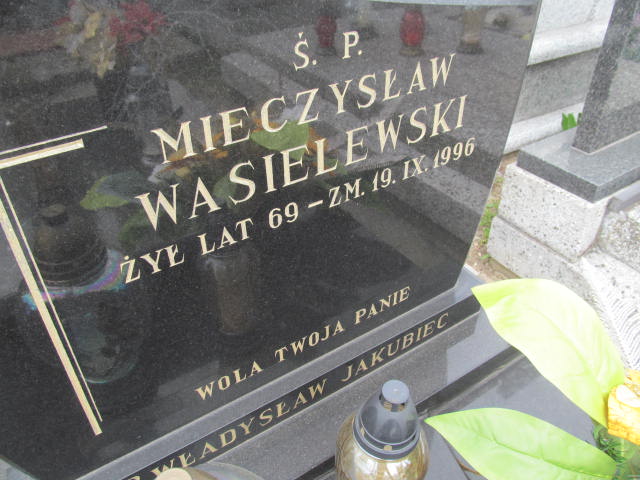 Ś. P.
MIECZYSŁAW
WASIELEWSKI
ŻYŁ LAT 69 – ZM. 19. IX. 1996
WOLA TWOJA PANIE
WŁADYSŁAW JAKUBIEC